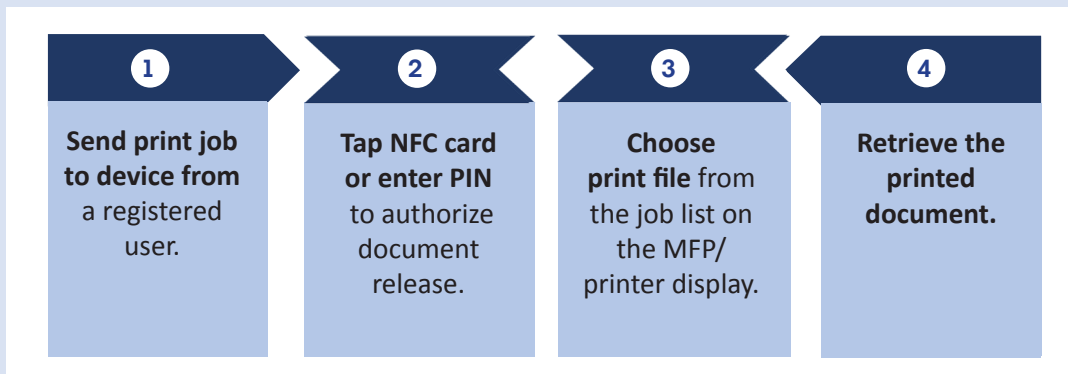 1
Send print job
to device from
a registered
user.
2
Tap NFC card
or enter PIN
to authorize
document
release.
3
Choose
print file from
the job list on
the MFP/
printer display.
4
Retrieve the
printed
document.